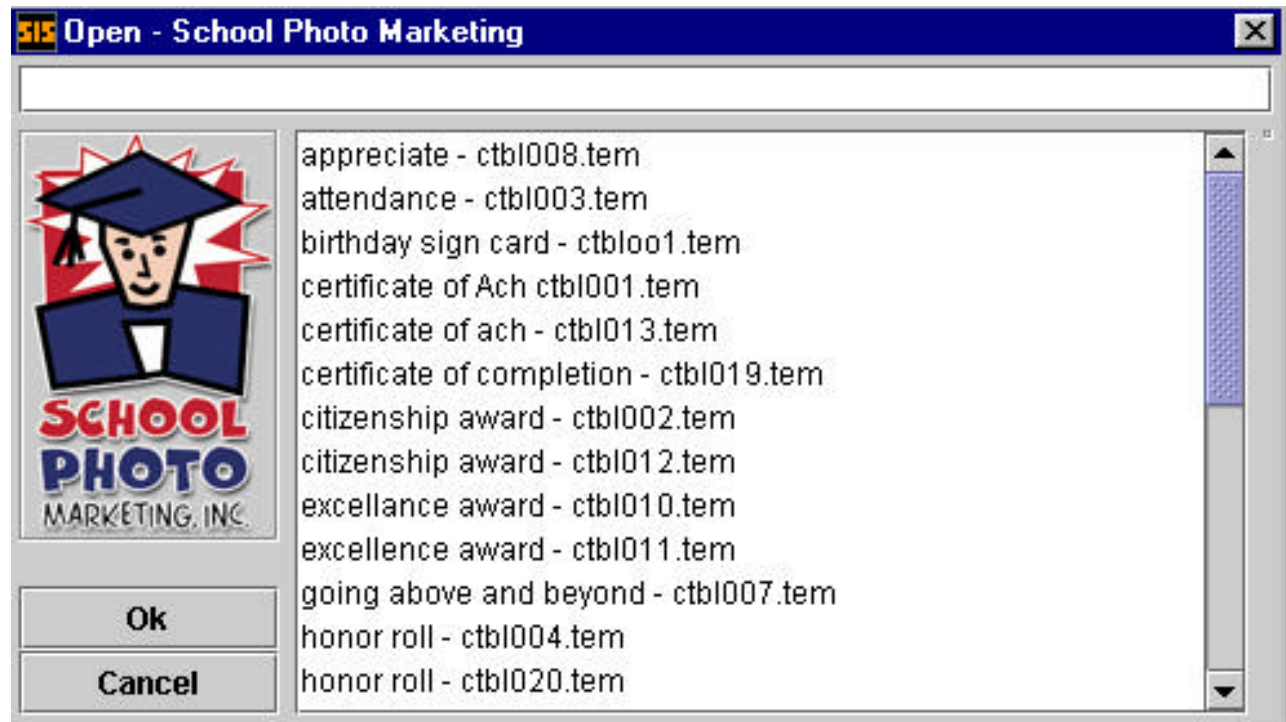 SIS Open - School Photo Marketing
SCHOOL
PHOTO
MARKETING, INC.
Ok
Cancel
appreciate - ctbl008.tem
attendance - ctbl003.tem
birthday sign card - ctbloo1.tem
certificate of Ach ctbl001.tem
certificate of ach - ctbl013.tem
certificate of completion - ctbl019.tem
citizenship award - ctbl002.tem
citizenship award - ctbl012.tem
excellance award - ctbl010.tem
excellence award - ctbl011.tem
going above and beyond - ctbl007.tem
honor roll - ctbl004.tem
honor roll - ctbl020.tem